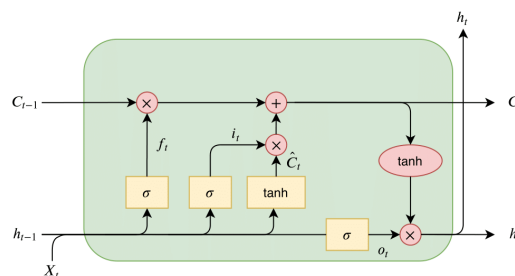 h_t
C_{t-1} × + C
f_t i_t × Ĉ_t tanh
σ σ tanh
h_{t-1} σ o_t × h
X_t